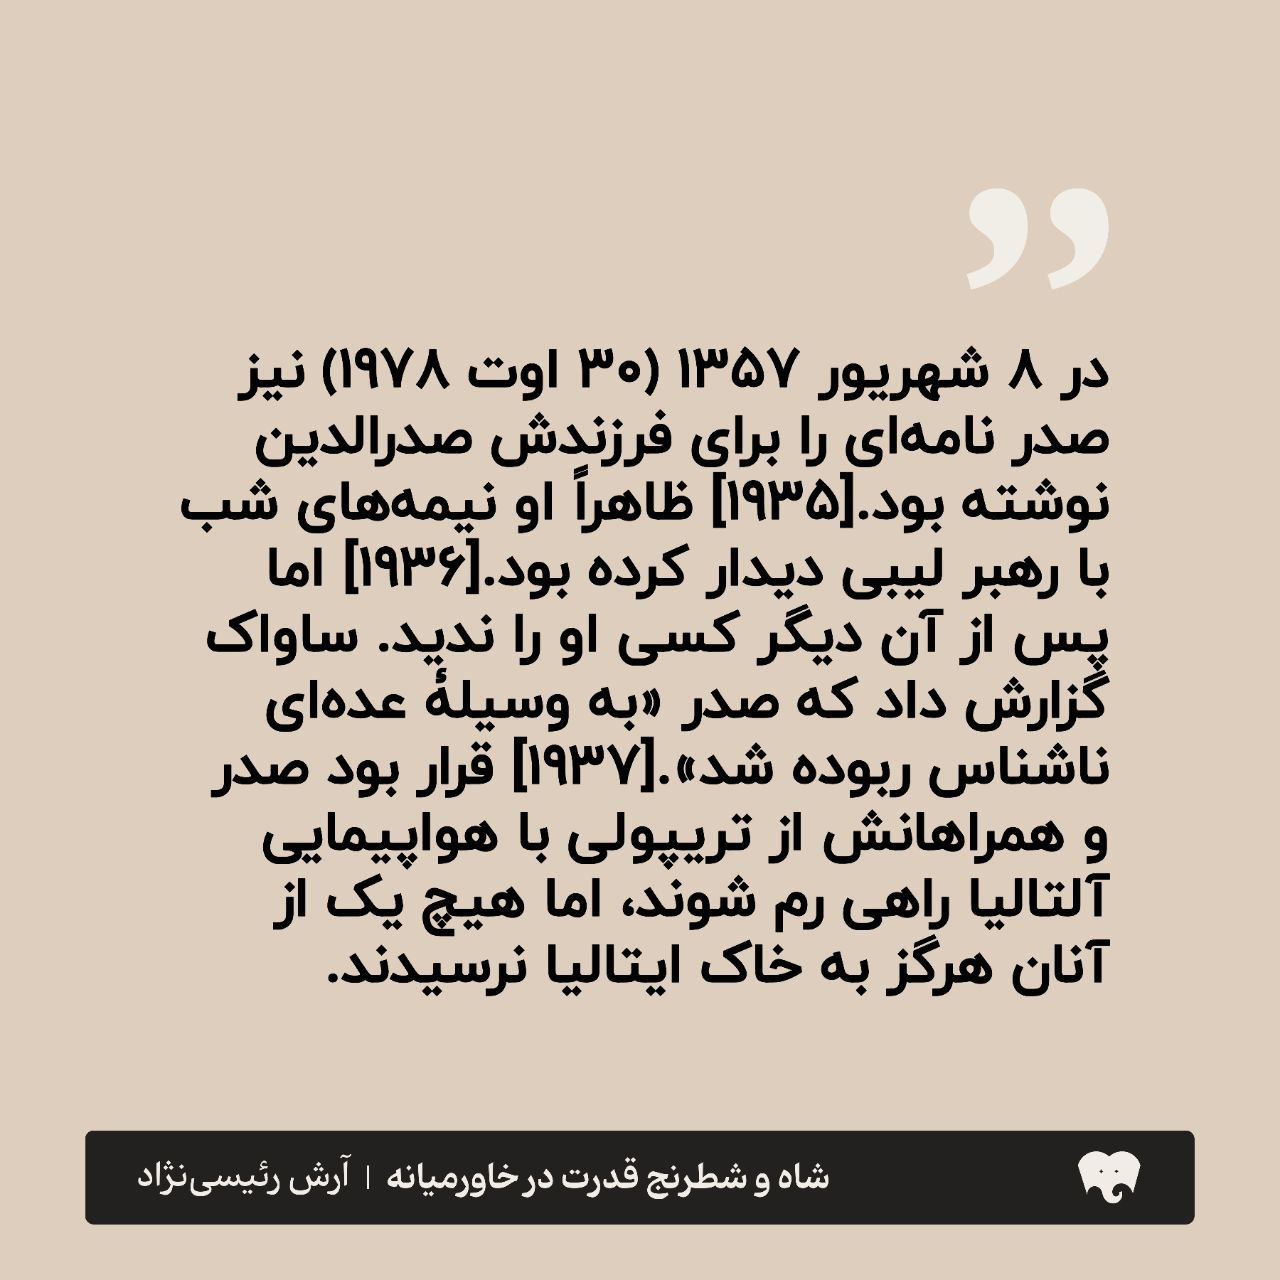 ”
در ۸ شهریور ۱۳۵۷ (۳۰ اوت ۱۹۷۸) نیز
صدر نامه‌ای را برای فرزندش صدرالدین
نوشته بود.[۱۹۳۵] ظاهراً او نیمه‌های شب
با رهبر لیبی دیدار کرده بود.[۱۹۳۶] اما
پس از آن دیگر کسی او را ندید. ساواک
گزارش داد که صدر «به وسیلهٔ عده‌ای
ناشناس ربوده شد».[۱۹۳۷] قرار بود صدر
و همراهانش از تریپولی با هواپیمایی
آلتالیا راهی رم شوند، اما هیچ یک از
آنان هرگز به خاک ایتالیا نرسیدند.
شاه و شطرنج قدرت در خاورمیانه | آرش رئیسی‌نژاد